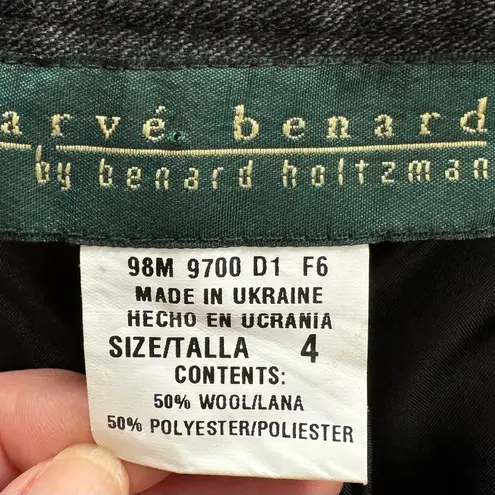 arvé benard
by benard holtzman
98M 9700 D1 F6
MADE IN UKRAINE
HECHO EN UCRANIA
SIZE/TALLA 4
CONTENTS:
50% WOOL/LANA
50% POLYESTER/POLIESTER